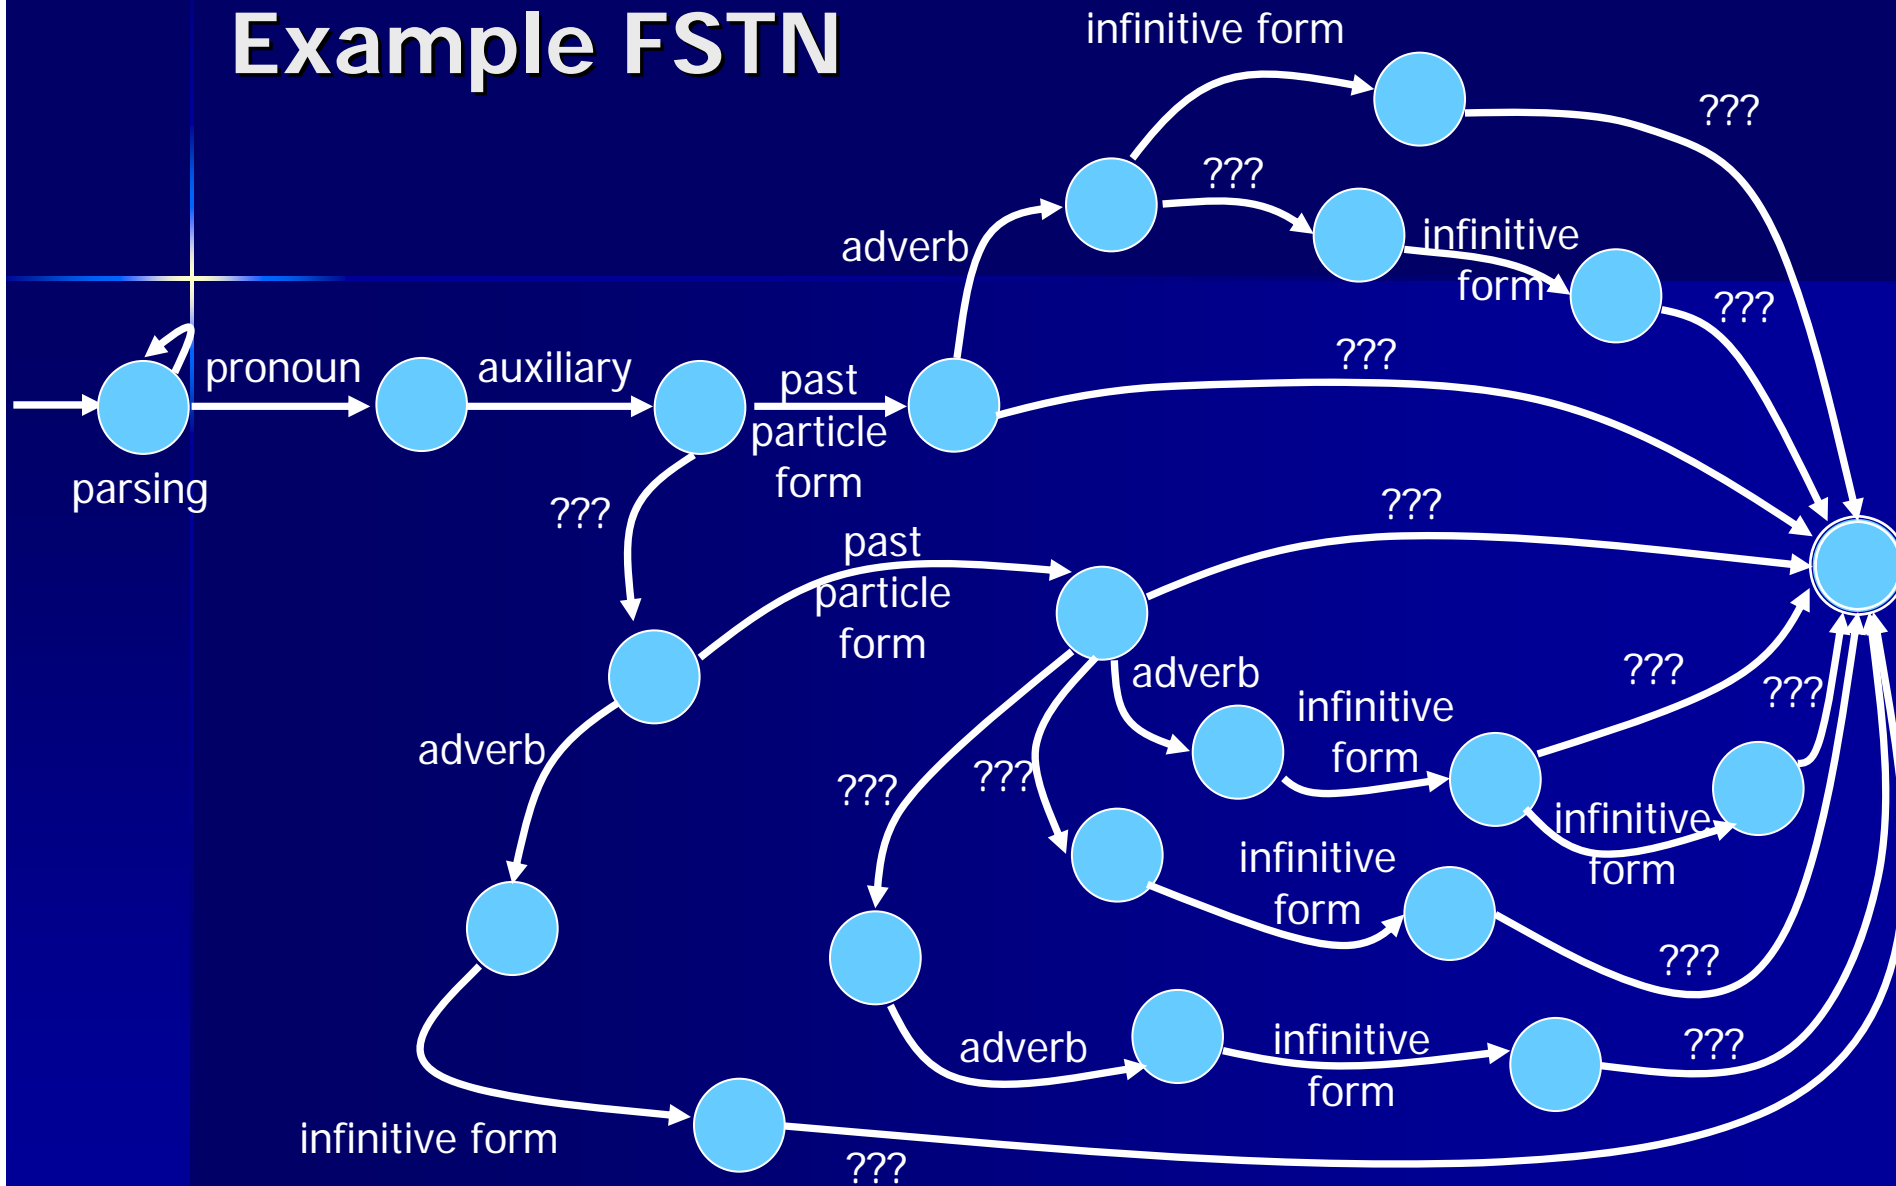 Example FSTN
infinitive form
???
???
adverb
infinitive
form
???
???
pronoun
auxiliary
past
particle
form
parsing
???
???
past
particle
form
adverb
???
???
infinitive
form
adverb
???
???
infinitive
form
infinitive
form
???
adverb
infinitive
form
???
infinitive form
???